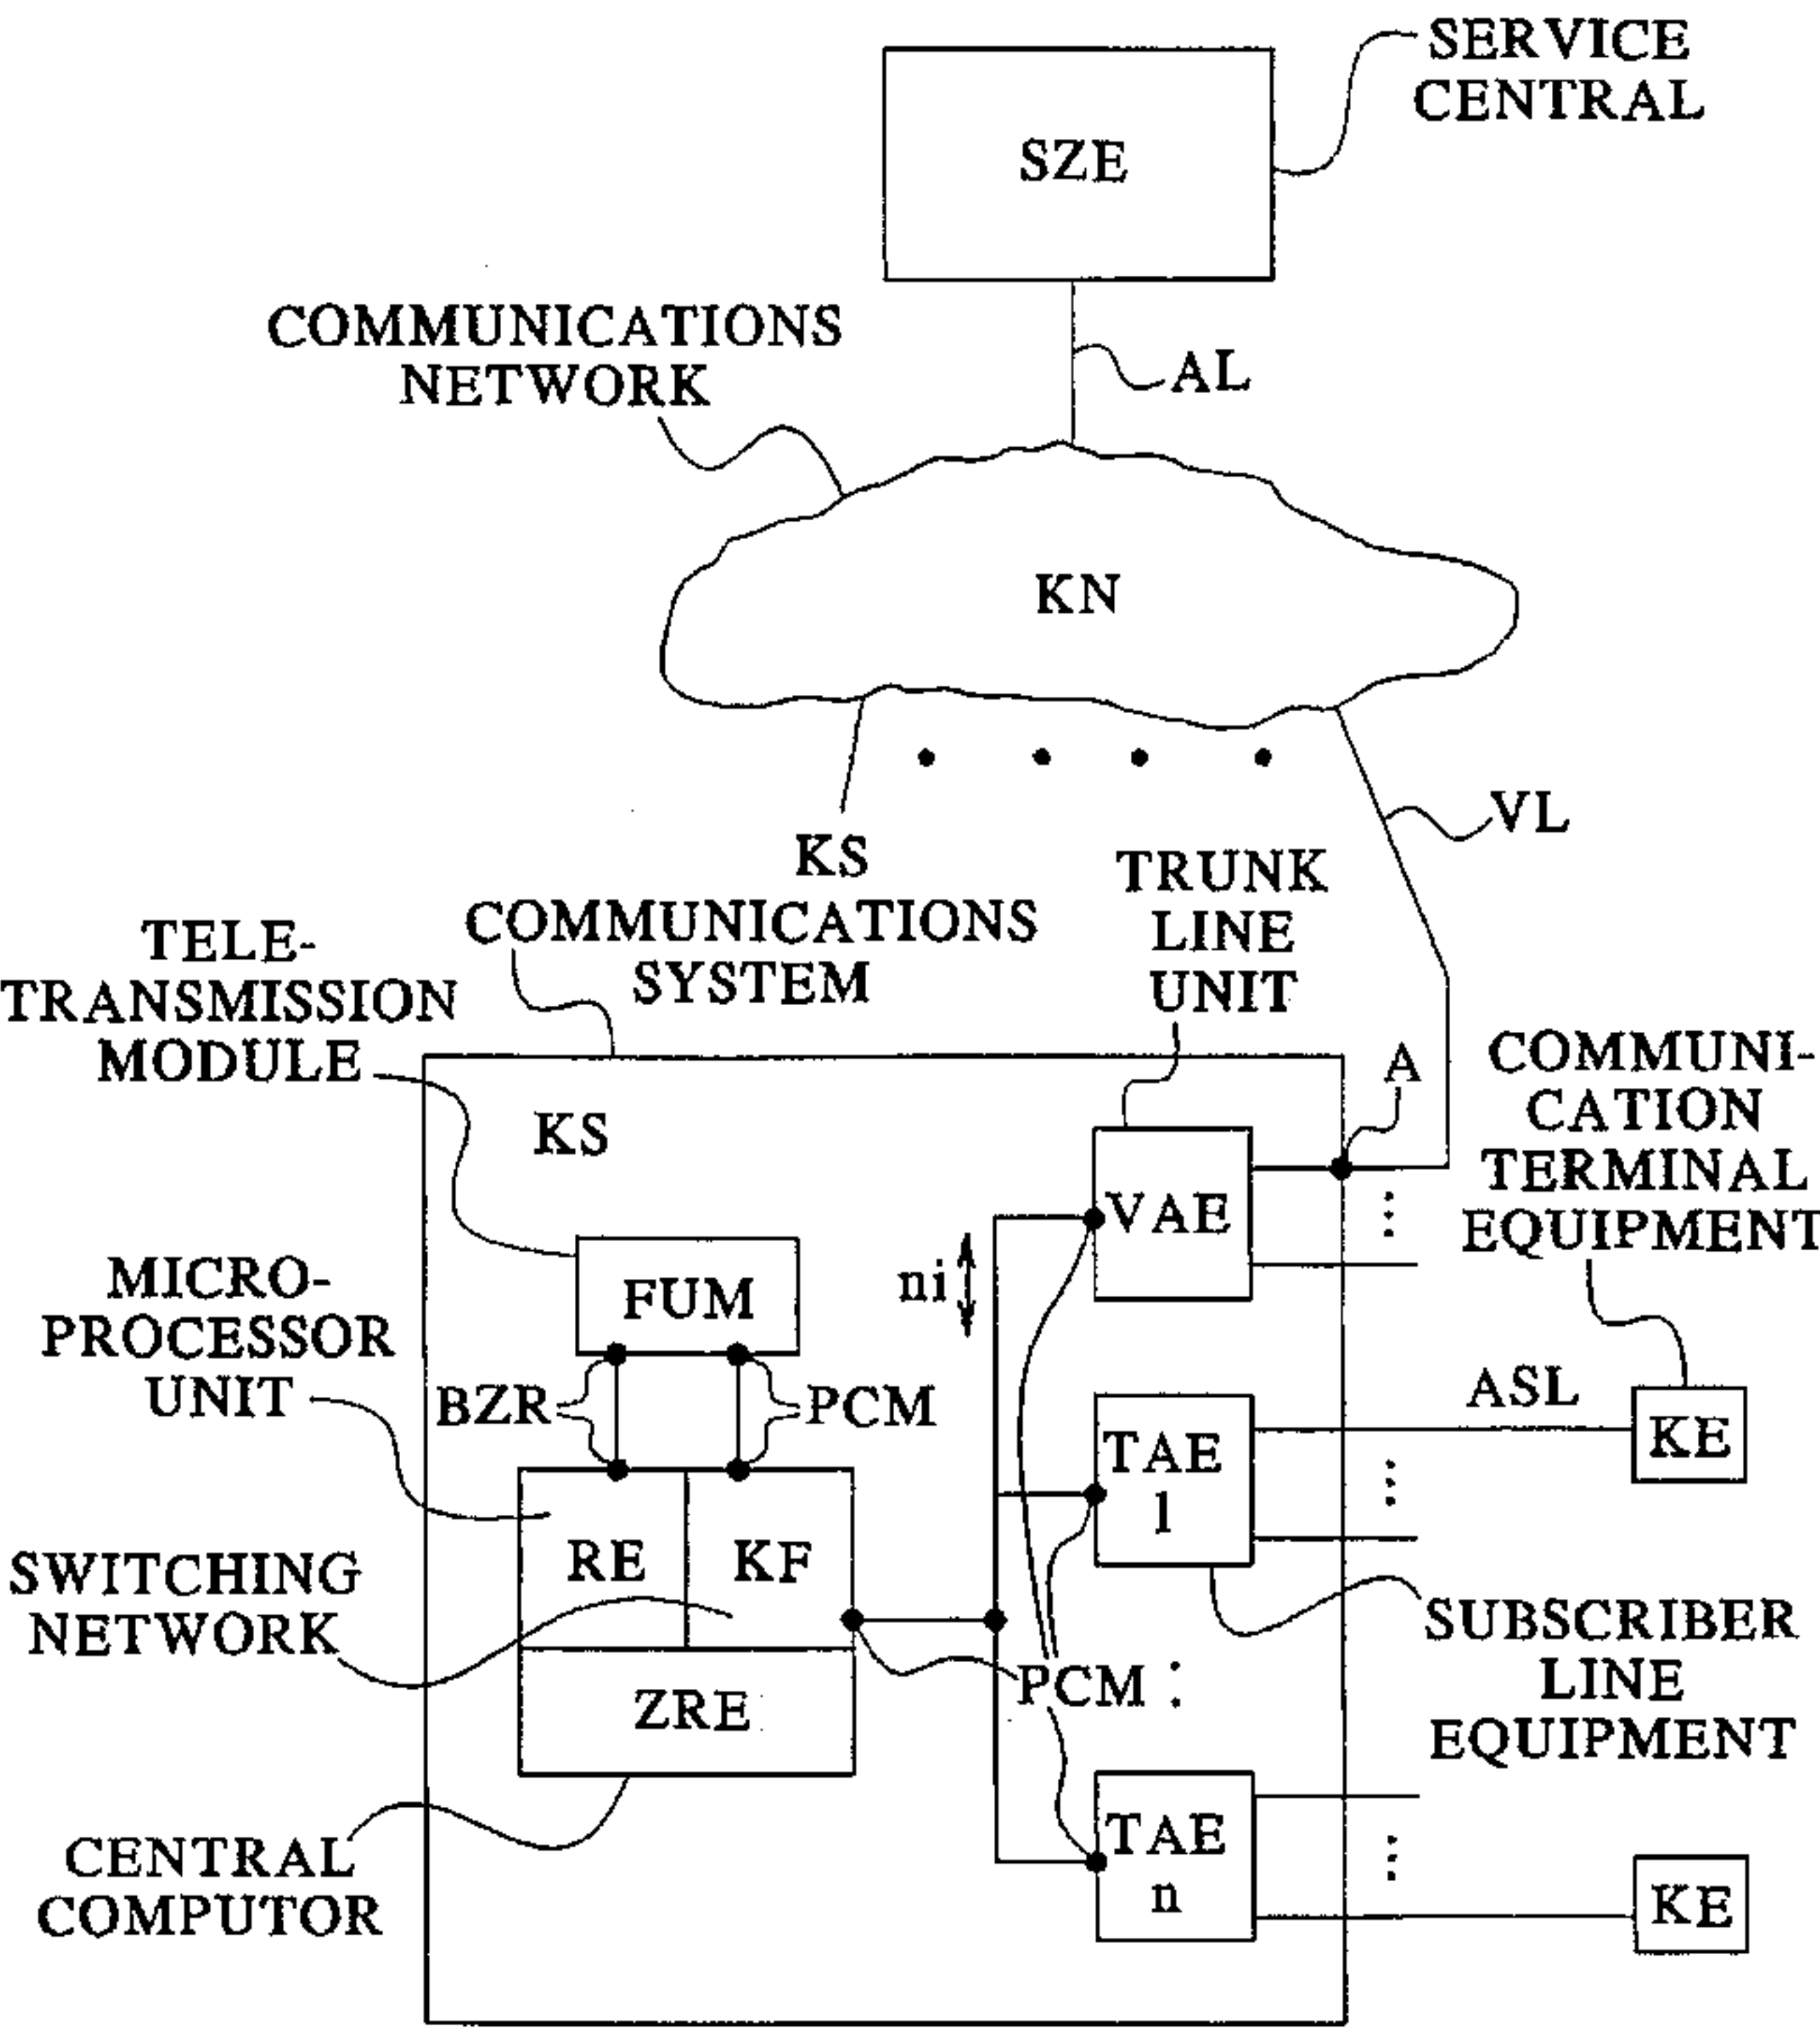 SERVICE
CENTRAL
SZE
COMMUNICATIONS
NETWORK
AL
KN
VL
KS
COMMUNICATIONS
SYSTEM
TRUNK
LINE
UNIT
TELE-
TRANSMISSION
MODULE
A
COMMUNI-
CATION
TERMINAL
EQUIPMENT
KS
VAE
ni
FUM
MICRO-
PROCESSOR
UNIT
BZR
PCM
ASL
KE
TAE
1
RE
KF
SWITCHING
NETWORK
SUBSCRIBER
LINE
EQUIPMENT
PCM
ZRE
TAE
n
CENTRAL
COMPUTOR
KE